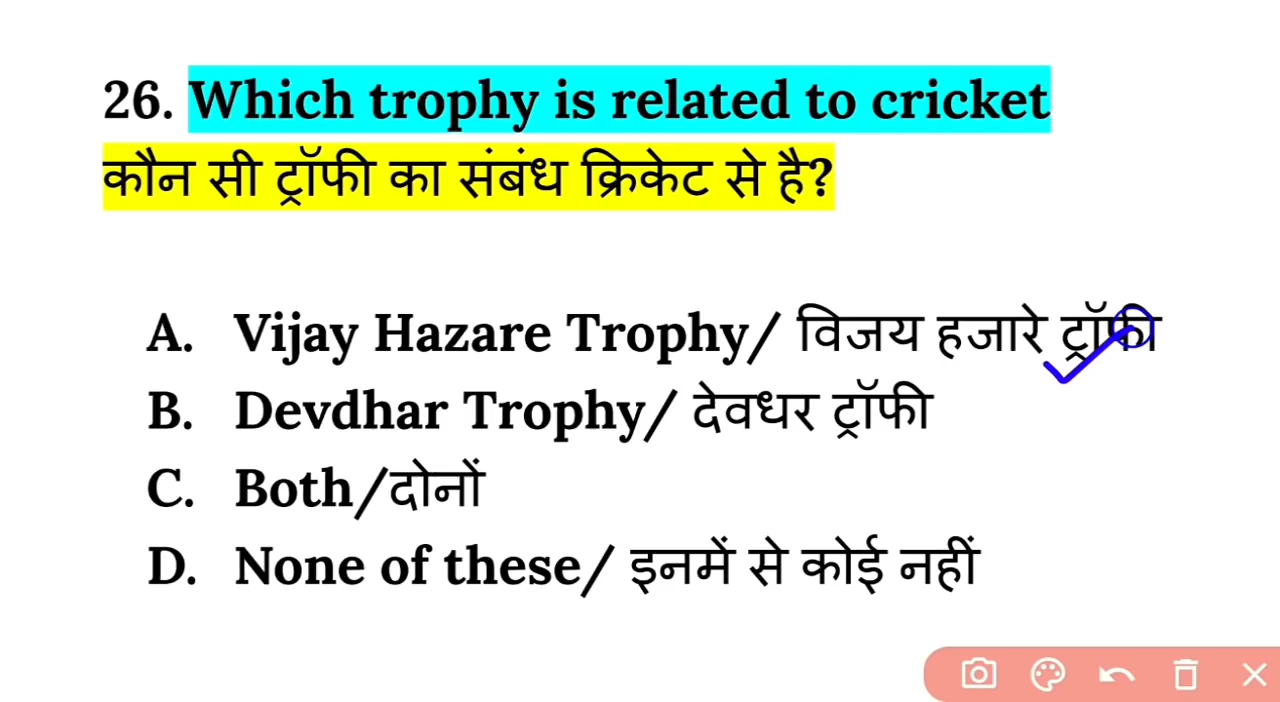 26. Which trophy is related to cricket
कौन सी ट्रॉफी का संबंध क्रिकेट से है?
A. Vijay Hazare Trophy/ विजय हजारे ट्रॉफी
B. Devdhar Trophy/ देवधर ट्रॉफी
C. Both/दोनों
D. None of these/ इनमें से कोई नहीं